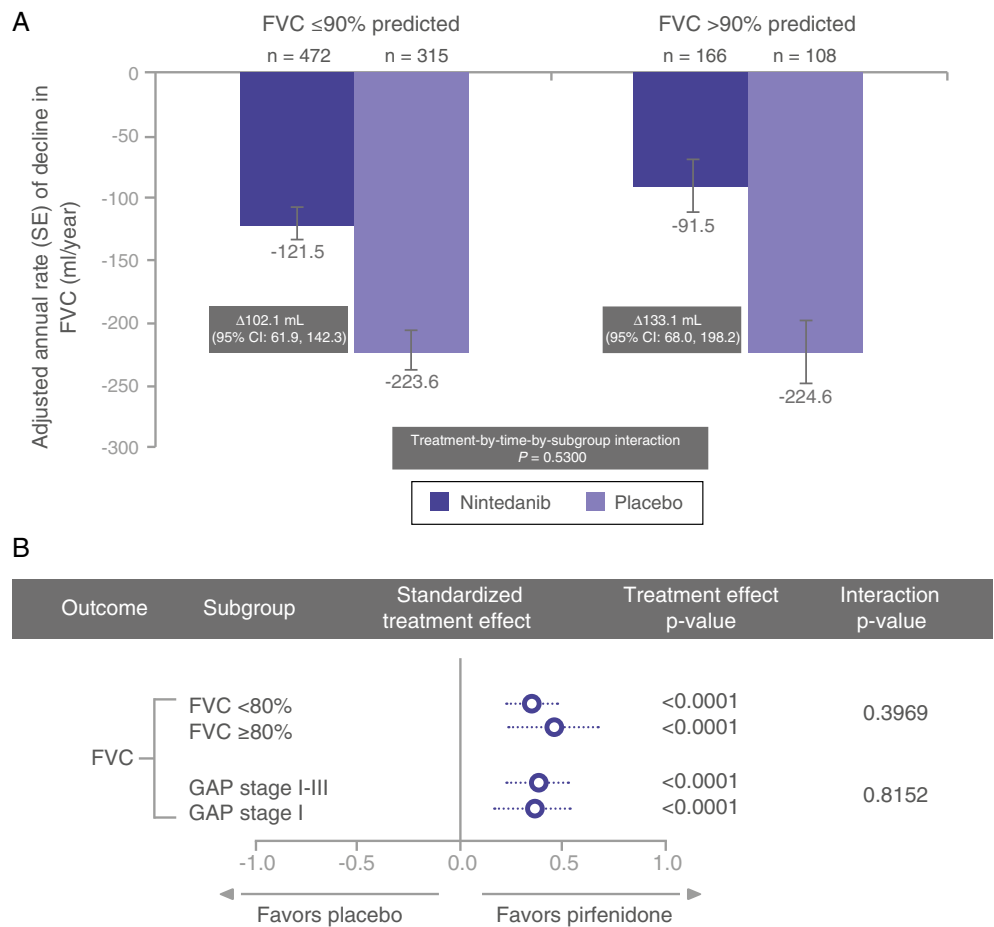 A
FVC ≤90% predicted
FVC >90% predicted
n = 472
n = 315
n = 166
n = 108
Adjusted annual rate (SE) of decline in
FVC (ml/year)
0
-50
-100
-150
-200
-250
-300
-121.5
-223.6
-91.5
-224.6
Δ102.1 mL
(95% CI: 61.9, 142.3)
Δ133.1 mL
(95% CI: 68.0, 198.2)
Treatment-by-time-by-subgroup interaction
P = 0.5300
Nintedanib
Placebo
B
Outcome
Subgroup
Standardized
treatment effect
Treatment effect
p-value
Interaction
p-value
FVC
FVC <80%
<0.0001
FVC ≥80%
<0.0001
0.3969
GAP stage I-III
<0.0001
GAP stage I
<0.0001
0.8152
-1.0
-0.5
0.0
0.5
1.0
Favors placebo
Favors pirfenidone